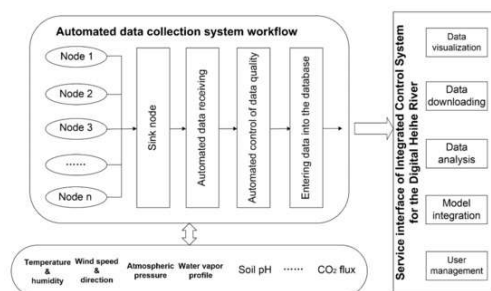 Automated data collection system workflow
Node 1
Node 2
Node 3
......
Node n
Sink node
Automated data receiving
Automated control of data quality
Entering data into the database
Service interface of Integrated Control System
for the Digital Heihe River
Data
visualization
Data
downloading
Data
analysis
Model
integration
User
management
Temperature
&
humidity
Wind speed
&
direction
Atmospheric
pressure
Water vapor
profile
Soil pH
......
CO₂ flux